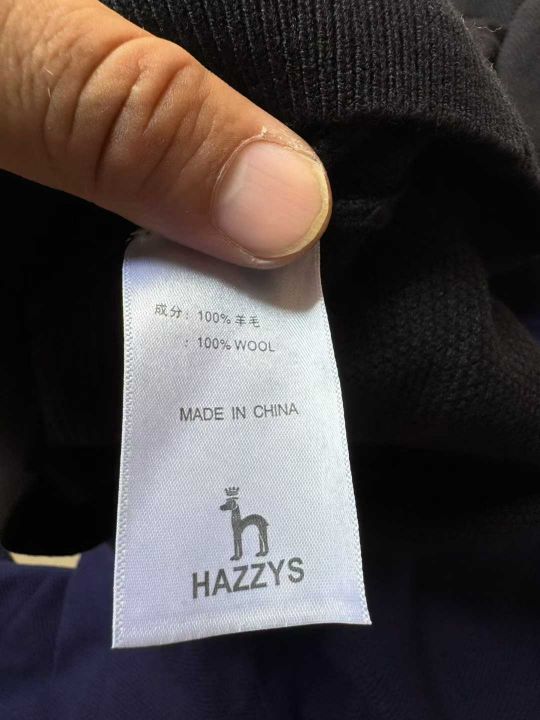 成分: 100% 羊毛
: 100% WOOL
MADE IN CHINA
HAZZYS